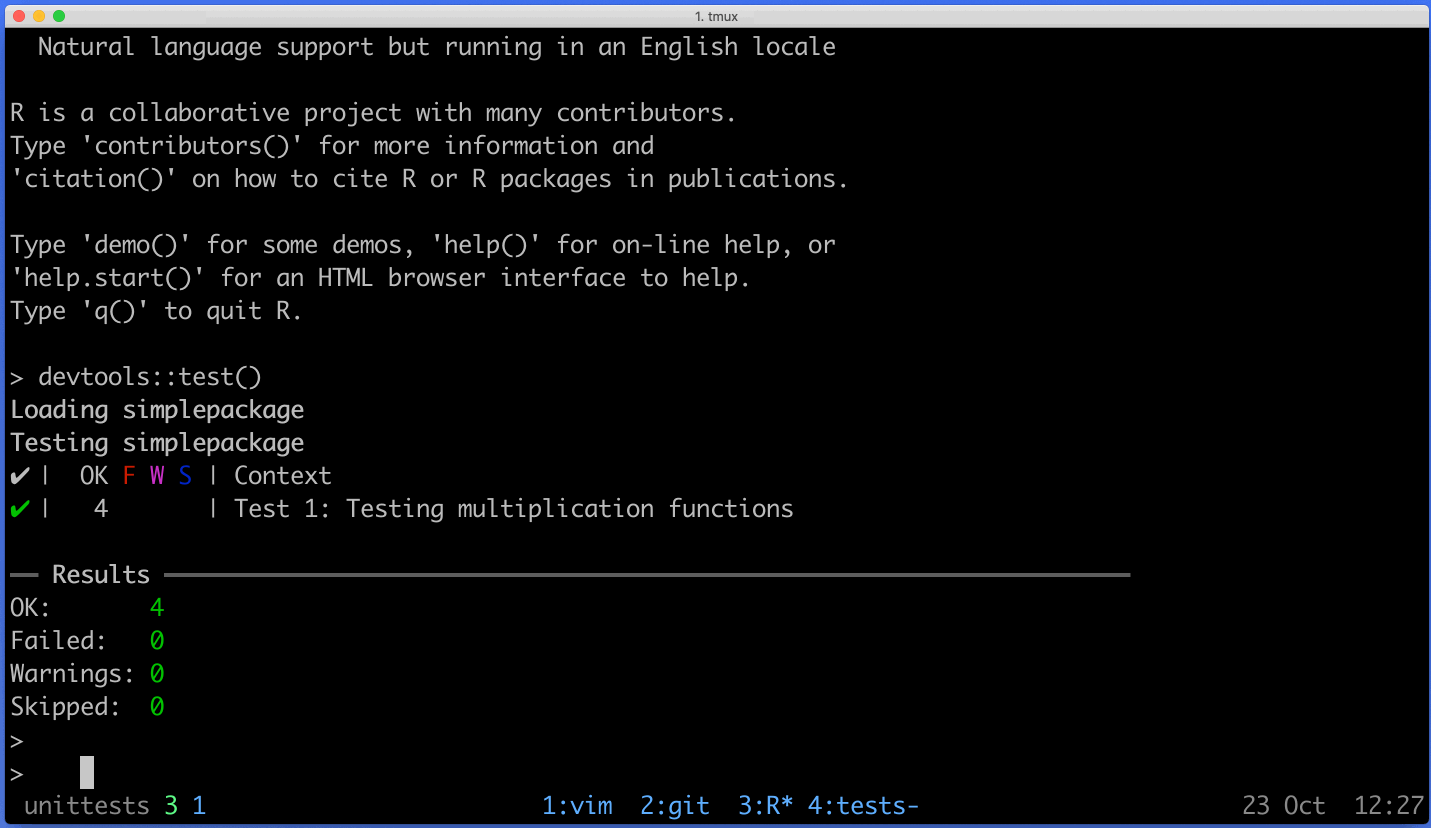 1. tmux
Natural language support but running in an English locale
R is a collaborative project with many contributors.
Type 'contributors()' for more information and
'citation()' on how to cite R or R packages in publications.
Type 'demo()' for some demos, 'help()' for on-line help, or
'help.start()' for an HTML browser interface to help.
Type 'q()' to quit R.
> devtools::test()
Loading simplepackage
Testing simplepackage
✔ | OK F W S | Context
✔ | 4 | Test 1: Testing multiplication functions
══ Results ═════════════════════════════════════════════════════════════════════
OK: 4
Failed: 0
Warnings: 0
Skipped: 0
>
>
unittests 3 1 1:vim 2:git 3:R* 4:tests- 23 Oct 12:27